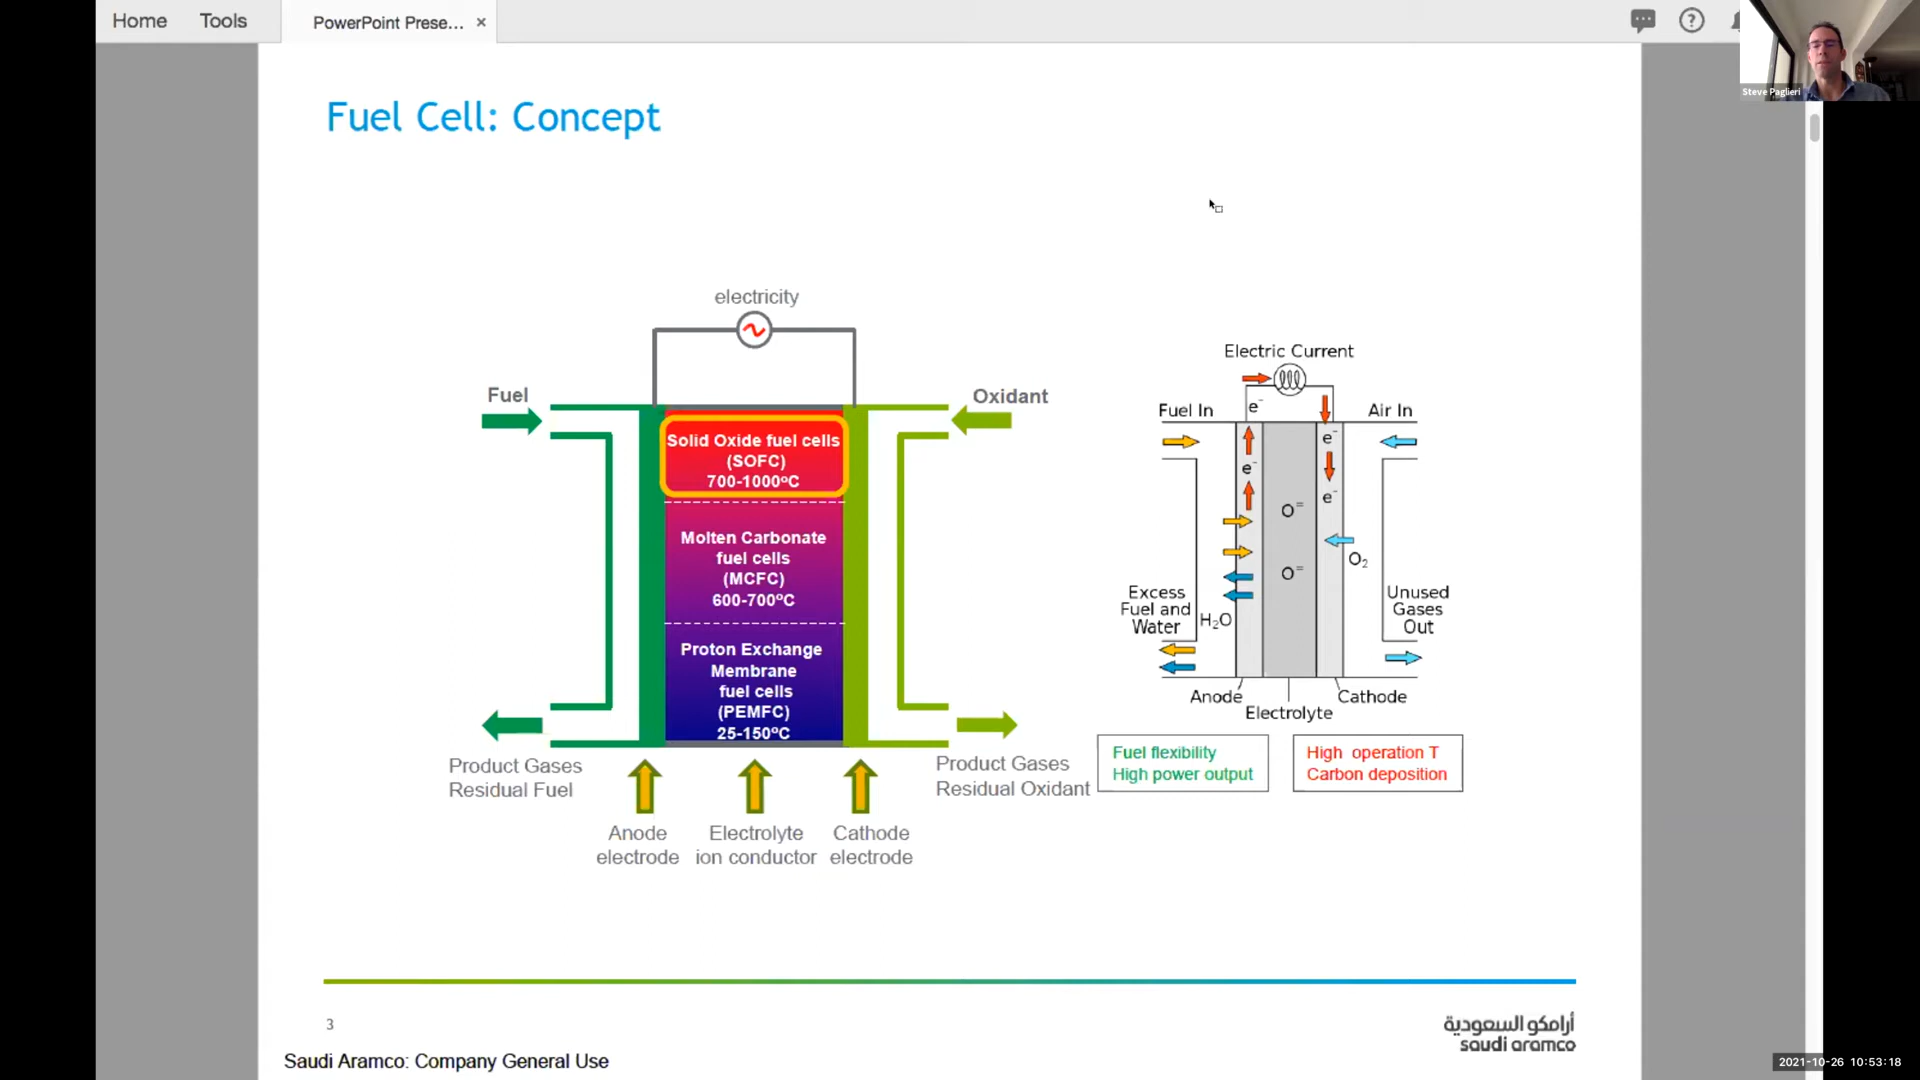 Home
Tools
PowerPoint Prese...
Steve Paglieri
Fuel Cell: Concept
electricity
Fuel
Oxidant
Solid Oxide fuel cells
(SOFC)
700-1000ºC
Molten Carbonate
fuel cells
(MCFC)
600-700ºC
Proton Exchange
Membrane
fuel cells
(PEMFC)
25-150ºC
Product Gases
Residual Fuel
Product Gases
Residual Oxidant
Anode
electrode
Electrolyte
ion conductor
Cathode
electrode
Electric Current
Fuel In
e⁻
Air In
e⁻
e⁻
e⁻
O⁼
O⁼
O₂
Excess
Fuel and
Water
H₂O
Unused
Gases
Out
Anode
Cathode
Electrolyte
Fuel flexibility
High power output
High operation T
Carbon deposition
3
أرامكو السعودية
saudi aramco
Saudi Aramco: Company General Use
2021-10-26 10:53:18